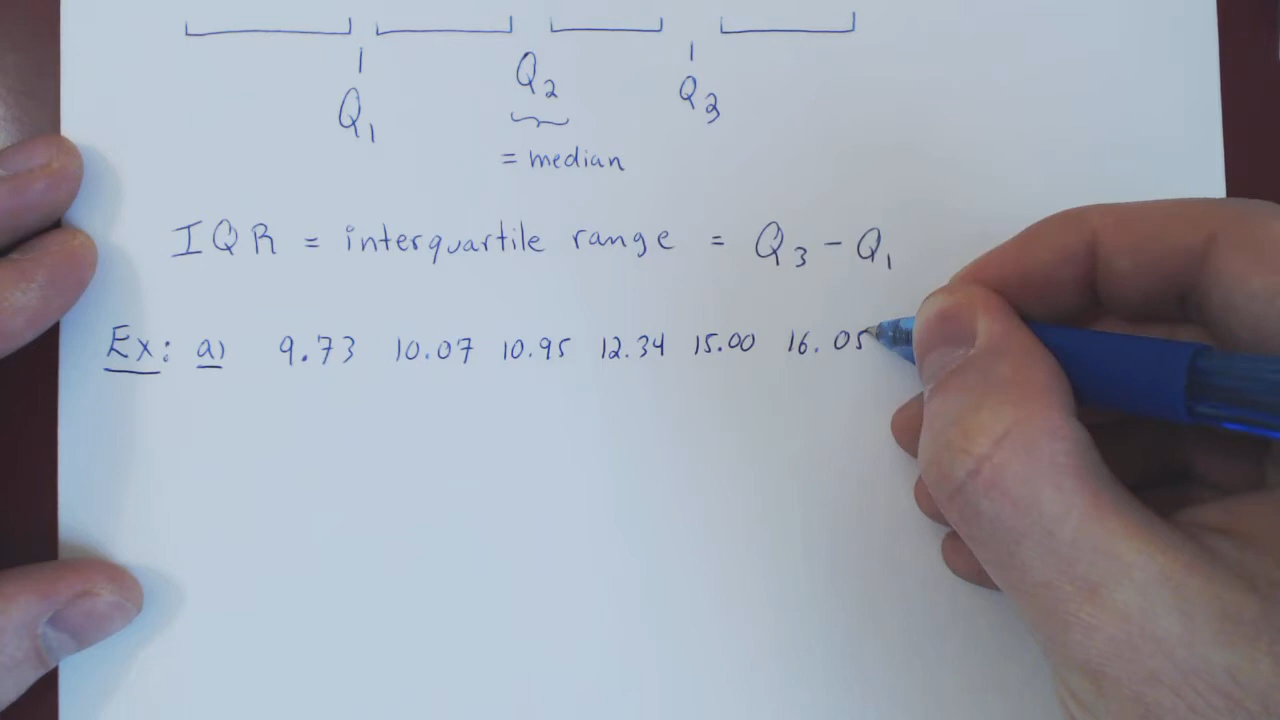 Q1 Q2 Q3
= median
IQR = interquartile range = Q3 - Q1
Ex: a) 9.73 10.07 10.95 12.34 15.00 16.05